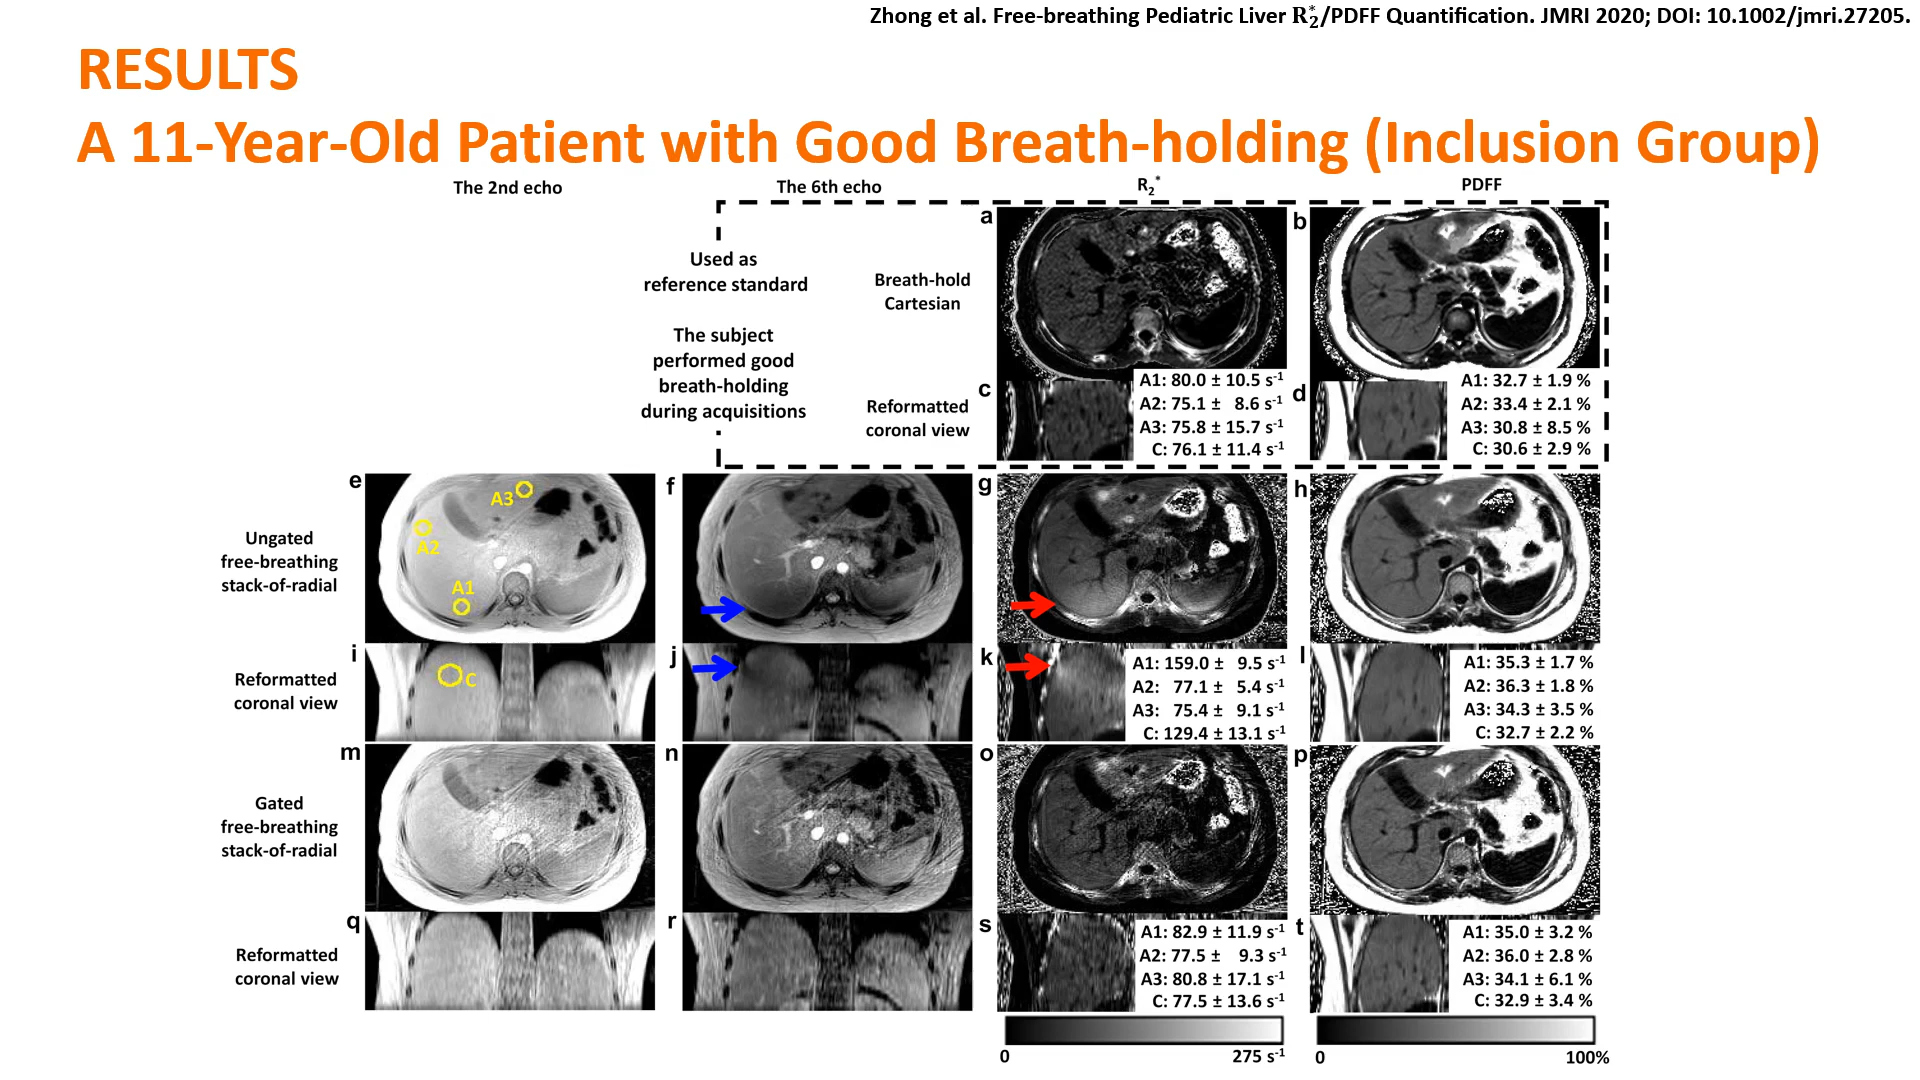 Zhong et al. Free-breathing Pediatric Liver R2*/PDFF Quantification. JMRI 2020; DOI: 10.1002/jmri.27205.
RESULTS
A 11-Year-Old Patient with Good Breath-holding (Inclusion Group)
The 2nd echo
The 6th echo
R2*
PDFF
Used as
reference standard
The subject
performed good
breath-holding
during acquisitions
Breath-hold
Cartesian
a
b
Reformatted
coronal view
c
A1: 80.0 ± 10.5 s-1
A2: 75.1 ± 8.6 s-1
A3: 75.8 ± 15.7 s-1
C: 76.1 ± 11.4 s-1
d
A1: 32.7 ± 1.9 %
A2: 33.4 ± 2.1 %
A3: 30.8 ± 8.5 %
C: 30.6 ± 2.9 %
Ungated
free-breathing
stack-of-radial
e
A3
A2
A1
f
g
h
Reformatted
coronal view
i
C
j
k
A1: 159.0 ± 9.5 s-1
A2: 77.1 ± 5.4 s-1
A3: 75.4 ± 9.1 s-1
C: 129.4 ± 13.1 s-1
l
A1: 35.3 ± 1.7 %
A2: 36.3 ± 1.8 %
A3: 34.3 ± 3.5 %
C: 32.7 ± 2.2 %
Gated
free-breathing
stack-of-radial
m
n
o
p
Reformatted
coronal view
q
r
s
A1: 82.9 ± 11.9 s-1
A2: 77.5 ± 9.3 s-1
A3: 80.8 ± 17.1 s-1
C: 77.5 ± 13.6 s-1
t
A1: 35.0 ± 3.2 %
A2: 36.0 ± 2.8 %
A3: 34.1 ± 6.1 %
C: 32.9 ± 3.4 %
0
275 s-1
0
100%